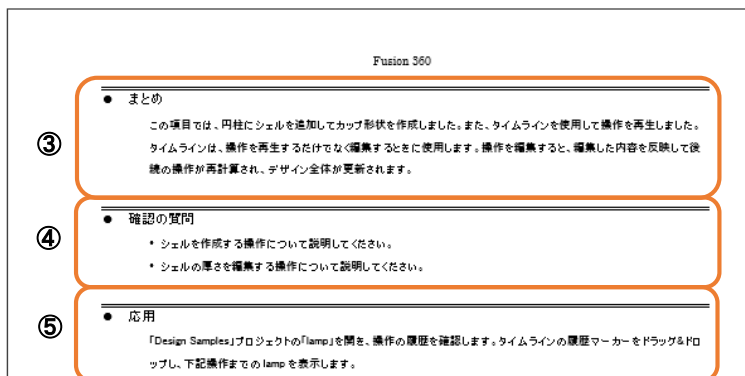 Fusion 360
③
● まとめ
この項目では、円柱にシェルを追加してカップ形状を作成しました。また、タイムラインを使用して操作を再生しました。
タイムラインは、操作を再生するだけでなく編集するときに使用します。操作を編集すると、編集した内容を反映して後
続の操作が再計算され、デザイン全体が更新されます。
④
● 確認の質問
• シェルを作成する操作について説明してください。
• シェルの厚さを編集する操作について説明してください。
⑤
● 応用
「Design Samples」プロジェクトの「lamp」を開き、操作の履歴を確認します。タイムラインの履歴マーカーをドラッグ&ドロ
ップし、下記操作までの lamp を表示します。